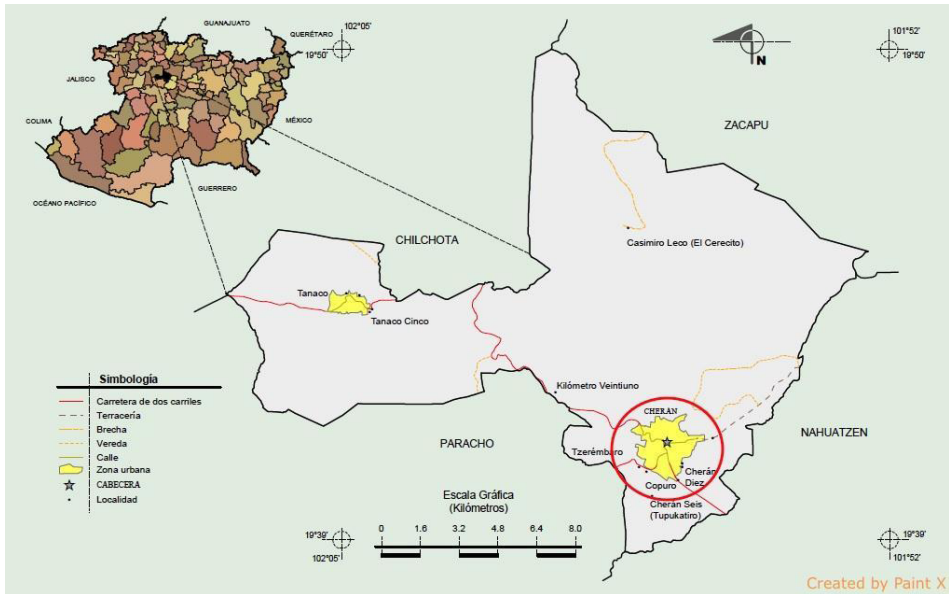 GUANAJUATO
QUERÉTARO
JALISCO
COLIMA
MÉXICO
GUERRERO
OCÉANO PACÍFICO
102°05'
19°50'
N
101°52'
19°50'
ZACAPU
CHILCHOTA
Casimiro Leco (El Cerecito)
Tanaco
Tanaco Cinco
Kilómetro Veintiuno
CHERÁN
PARACHO
Tzerémbaro
NAHUATZEN
Cherán
Diez
Copuro
Cherán Seis
(Tupukatiro)
Simbología
Carretera de dos carriles
Terracería
Brecha
Vereda
Calle
Zona urbana
CABECERA
Localidad
Escala Gráfica
(Kilómetros)
0 1.6 3.2 4.8 6.4 8.0
19°39'
102°05'
19°39'
101°52'
Created by Paint X